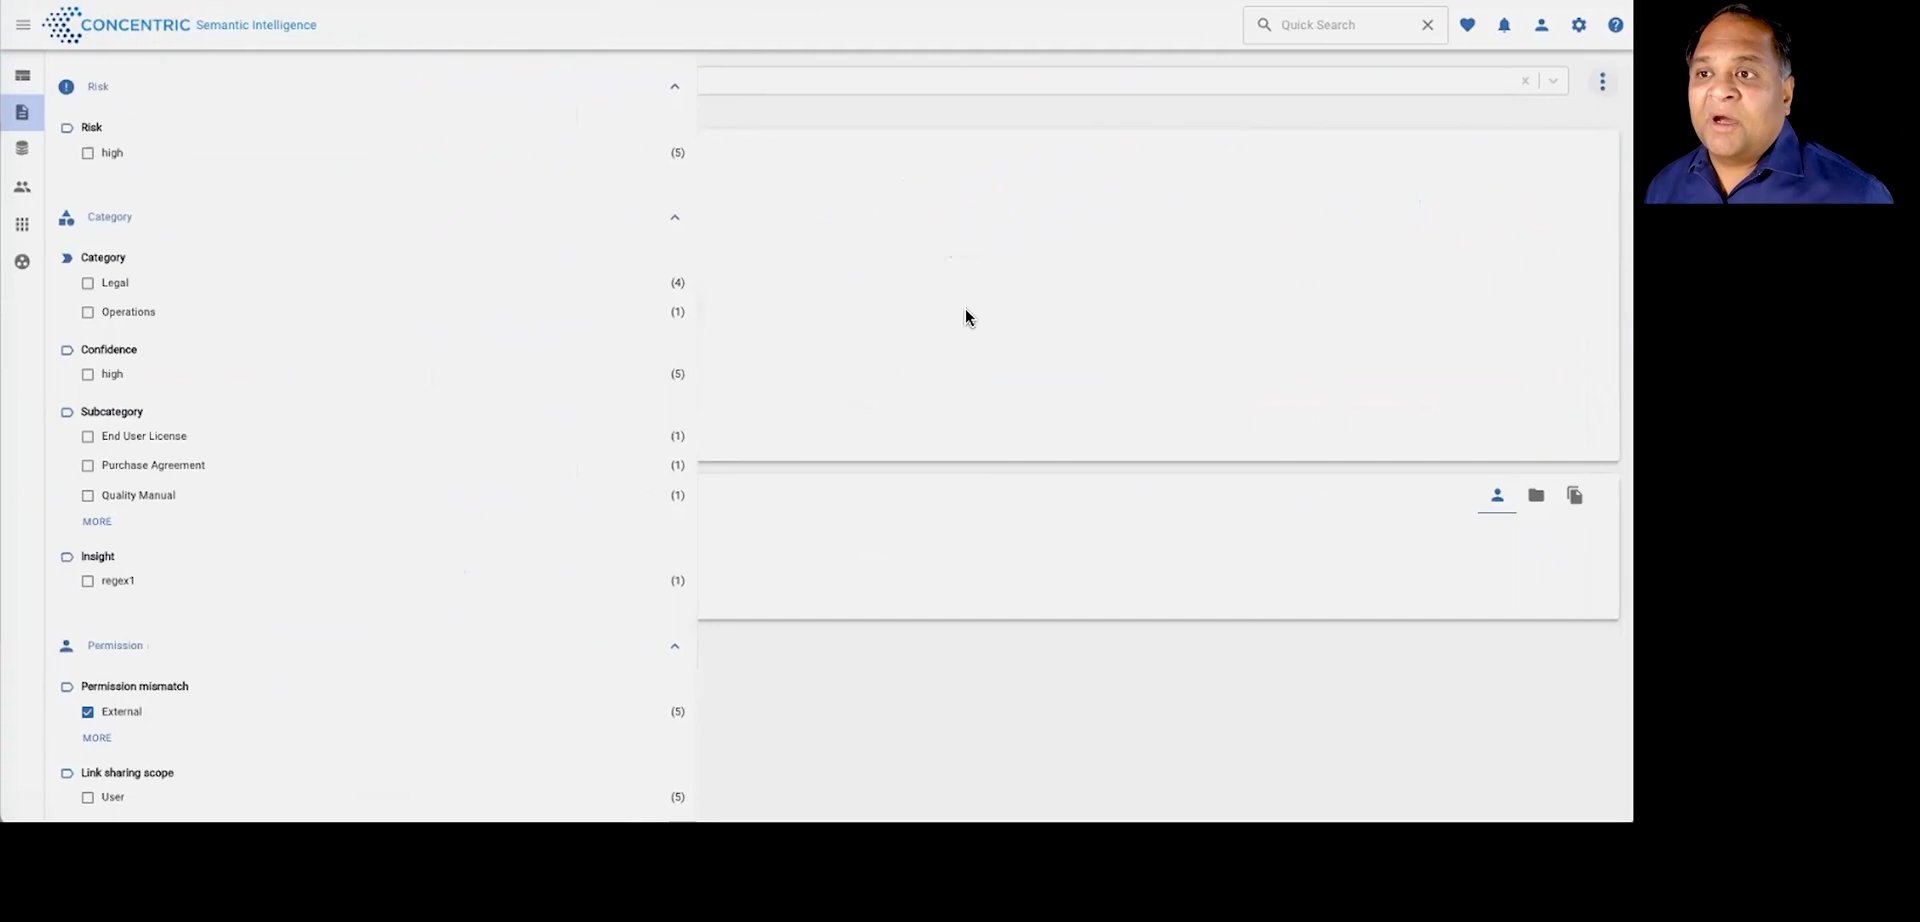 CONCENTRIC Semantic Intelligence
Quick Search
Risk
Risk
high (5)
Category
Category
Legal (4)
Operations (1)
Confidence
high (5)
Subcategory
End User License (1)
Purchase Agreement (1)
Quality Manual (1)
MORE
Insight
regex1 (1)
Permission
Permission mismatch
External (5)
MORE
Link sharing scope
User (5)